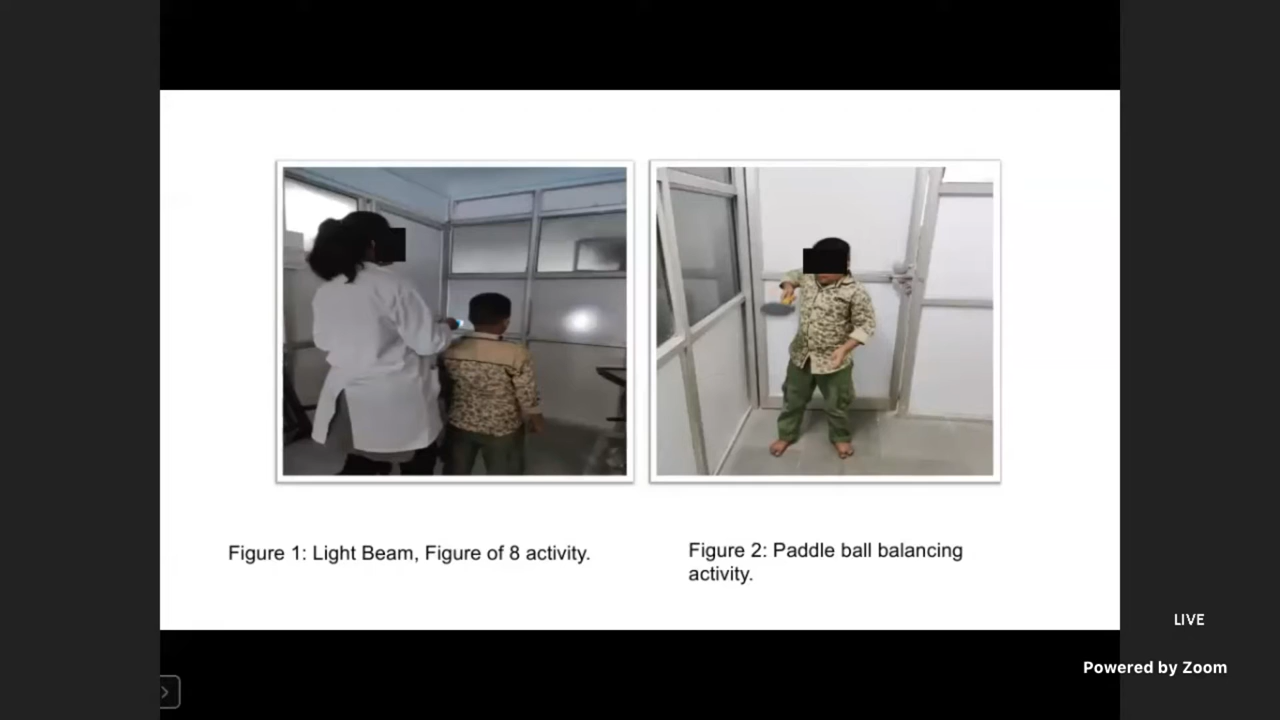 Figure 1: Light Beam, Figure of 8 activity.
Figure 2: Paddle ball balancing
activity.
LIVE
Powered by Zoom